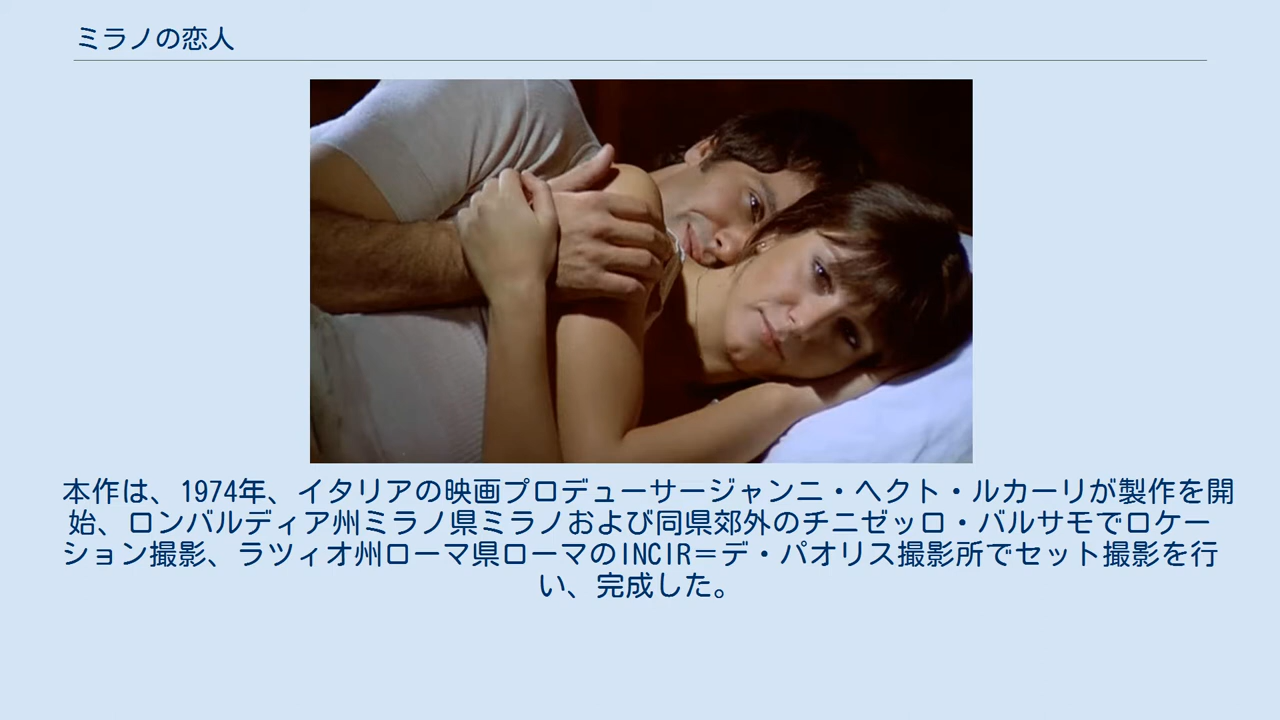 ミラノの恋人
本作は、1974年、イタリアの映画プロデューサージャンニ・ヘクト・ルカーリが製作を開
始、ロンバルディア州ミラノ県ミラノおよび同県郊外のチニゼッロ・バルサモでロケー
ション撮影、ラツィオ州ローマ県ローマのINCIR＝デ・パオリス撮影所でセット撮影を行
い、完成した。